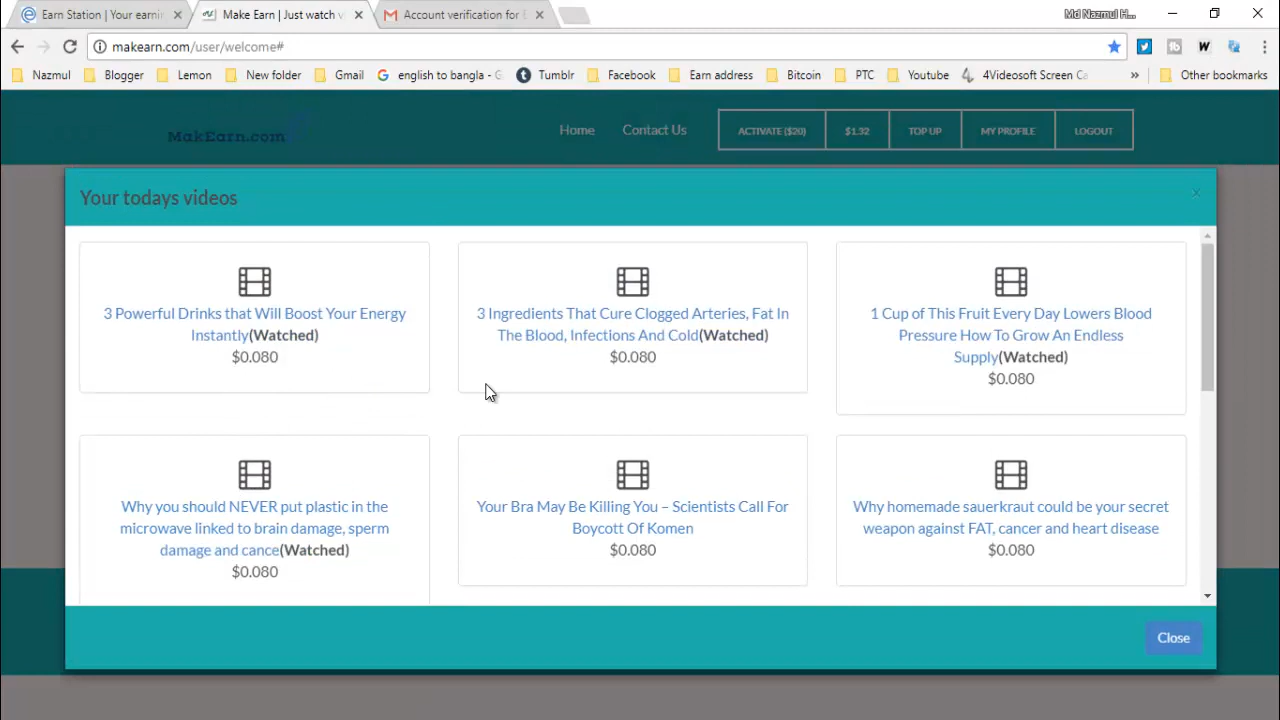 Earn Station | Your earnin
Make Earn | Just watch v
Account verification for E
Md Nazmul H...
makearn.com/user/welcome#
Nazmul
Blogger
Lemon
New folder
Gmail
english to bangla - G
Tumblr
Facebook
Earn address
Bitcoin
PTC
Youtube
4Videosoft Screen Ca
»
Other bookmarks
MakEarn.com
Home
Contact Us
ACTIVATE ($20)
$1.32
TOP UP
MY PROFILE
LOGOUT
Your todays videos
×
3 Powerful Drinks that Will Boost Your Energy
Instantly(Watched)
$0.080
3 Ingredients That Cure Clogged Arteries, Fat In
The Blood, Infections And Cold(Watched)
$0.080
1 Cup of This Fruit Every Day Lowers Blood
Pressure How To Grow An Endless
Supply(Watched)
$0.080
Why you should NEVER put plastic in the
microwave linked to brain damage, sperm
damage and cance(Watched)
$0.080
Your Bra May Be Killing You – Scientists Call For
Boycott Of Komen
$0.080
Why homemade sauerkraut could be your secret
weapon against FAT, cancer and heart disease
$0.080
Close